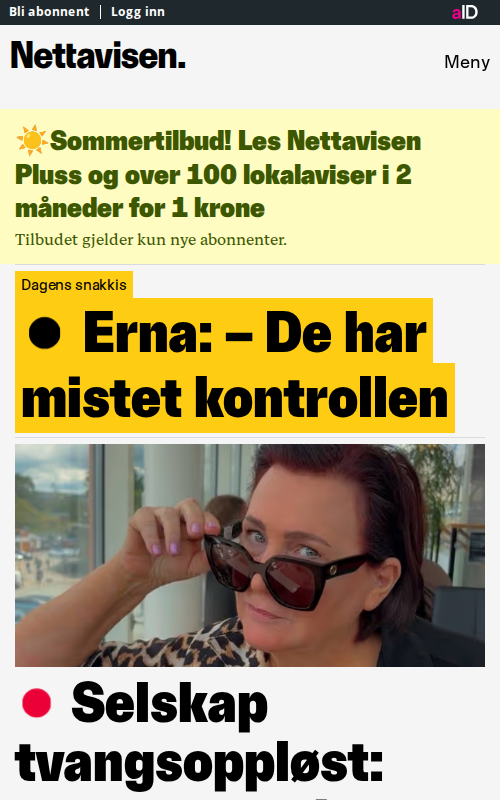 Bli abonnent | Logg inn
aID
Nettavisen.
Meny
☀️Sommertilbud! Les Nettavisen
Pluss og over 100 lokalaviser i 2
måneder for 1 krone
Tilbudet gjelder kun nye abonnenter.
Dagens snakkis
● Erna: – De har
mistet kontrollen
● Selskap
tvangsoppløst: